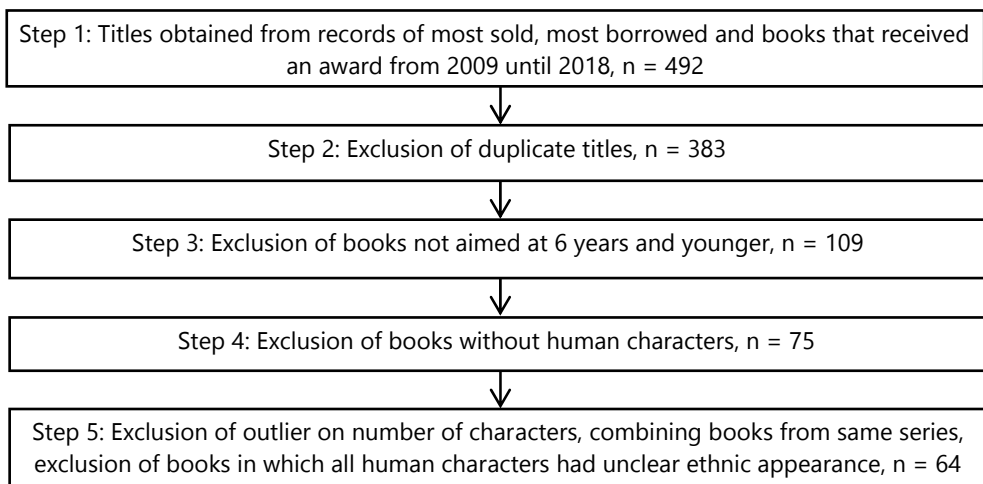 Step 1: Titles obtained from records of most sold, most borrowed and books that received
an award from 2009 until 2018, n = 492
Step 2: Exclusion of duplicate titles, n = 383
Step 3: Exclusion of books not aimed at 6 years and younger, n = 109
Step 4: Exclusion of books without human characters, n = 75
Step 5: Exclusion of outlier on number of characters, combining books from same series,
exclusion of books in which all human characters had unclear ethnic appearance, n = 64